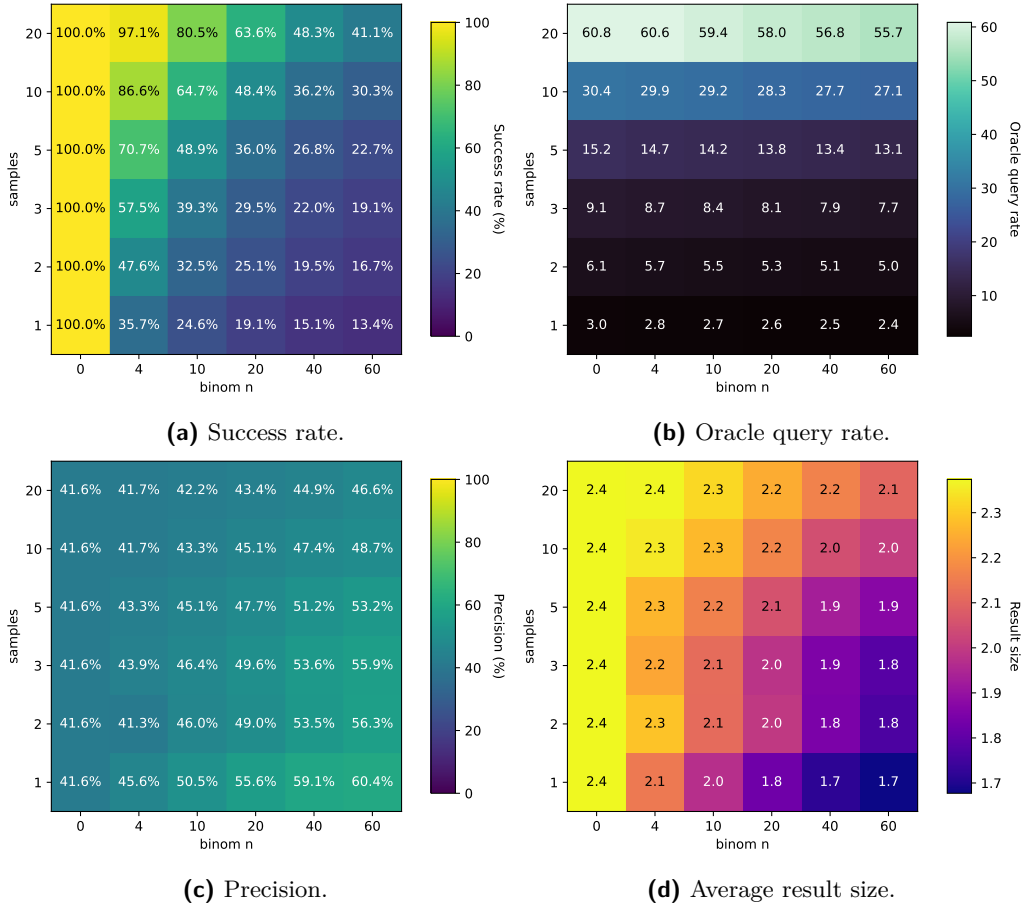 20 100.0% 97.1% 80.5% 63.6% 48.3% 41.1%
10 100.0% 86.6% 64.7% 48.4% 36.2% 30.3%
5 100.0% 70.7% 48.9% 36.0% 26.8% 22.7%
3 100.0% 57.5% 39.3% 29.5% 22.0% 19.1%
2 100.0% 47.6% 32.5% 25.1% 19.5% 16.7%
1 100.0% 35.7% 24.6% 19.1% 15.1% 13.4%
0 4 10 20 40 60
binom n
samples
100
80
60
40
20
0
Success rate (%)
(a) Success rate.
20 60.8 60.6 59.4 58.0 56.8 55.7
10 30.4 29.9 29.2 28.3 27.7 27.1
5 15.2 14.7 14.2 13.8 13.4 13.1
3 9.1 8.7 8.4 8.1 7.9 7.7
2 6.1 5.7 5.5 5.3 5.1 5.0
1 3.0 2.8 2.7 2.6 2.5 2.4
0 4 10 20 40 60
binom n
samples
60
50
40
30
20
10
Oracle query rate
(b) Oracle query rate.
20 41.6% 41.7% 42.2% 43.4% 44.9% 46.6%
10 41.6% 41.7% 43.3% 45.1% 47.4% 48.7%
5 41.6% 43.3% 45.1% 47.7% 51.2% 53.2%
3 41.6% 43.9% 46.4% 49.6% 53.6% 55.9%
2 41.6% 41.3% 46.0% 49.0% 53.5% 56.3%
1 41.6% 45.6% 50.5% 55.6% 59.1% 60.4%
0 4 10 20 40 60
binom n
samples
100
80
60
40
20
0
Precision (%)
(c) Precision.
20 2.4 2.4 2.3 2.2 2.2 2.1
10 2.4 2.3 2.3 2.2 2.0 2.0
5 2.4 2.3 2.2 2.1 1.9 1.9
3 2.4 2.2 2.1 2.0 1.9 1.8
2 2.4 2.3 2.1 2.0 1.8 1.8
1 2.4 2.1 2.0 1.8 1.7 1.7
0 4 10 20 40 60
binom n
samples
2.3
2.2
2.1
2.0
1.9
1.8
1.7
Result size
(d) Average result size.